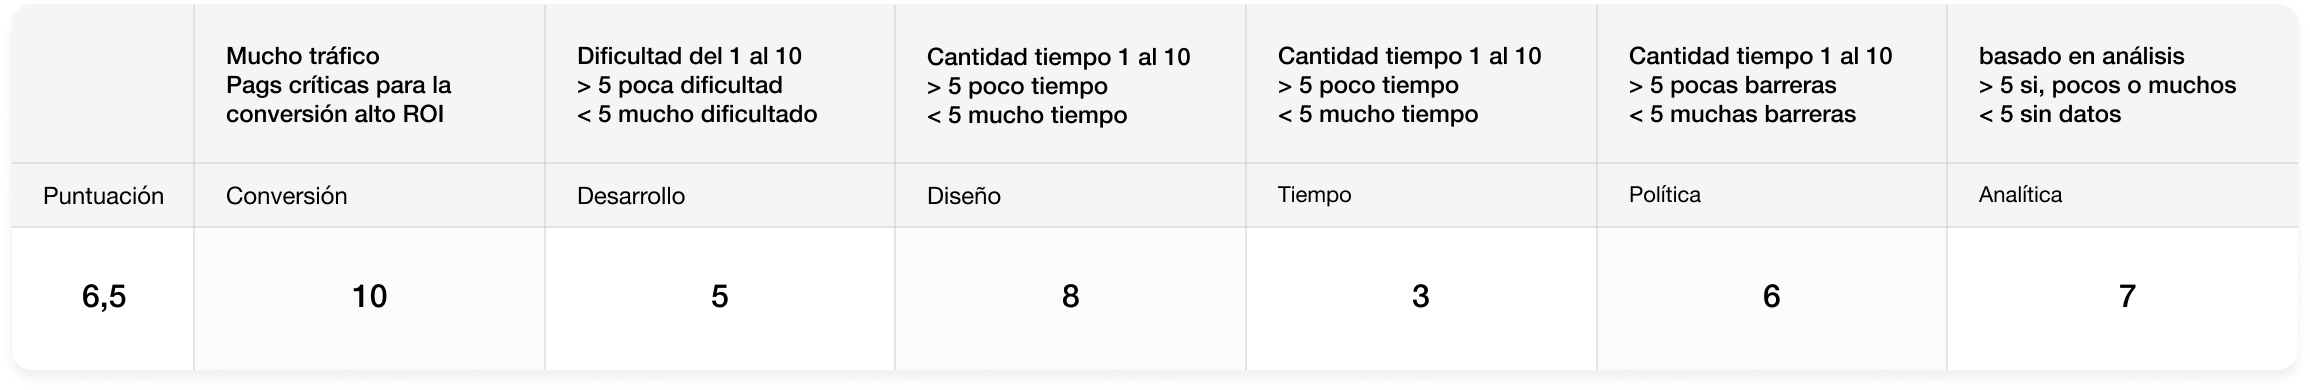 Mucho tráfico
Pags críticas para la
conversión alto ROI
Dificultad del 1 al 10
> 5 poca dificultad
< 5 mucho dificultado
Cantidad tiempo 1 al 10
> 5 poco tiempo
< 5 mucho tiempo
Cantidad tiempo 1 al 10
> 5 poco tiempo
< 5 mucho tiempo
Cantidad tiempo 1 al 10
> 5 pocas barreras
< 5 muchas barreras
basado en análisis
> 5 si, pocos o muchos
< 5 sin datos
Puntuación
Conversión
Desarrollo
Diseño
Tiempo
Política
Analítica
6,5
10
5
8
3
6
7